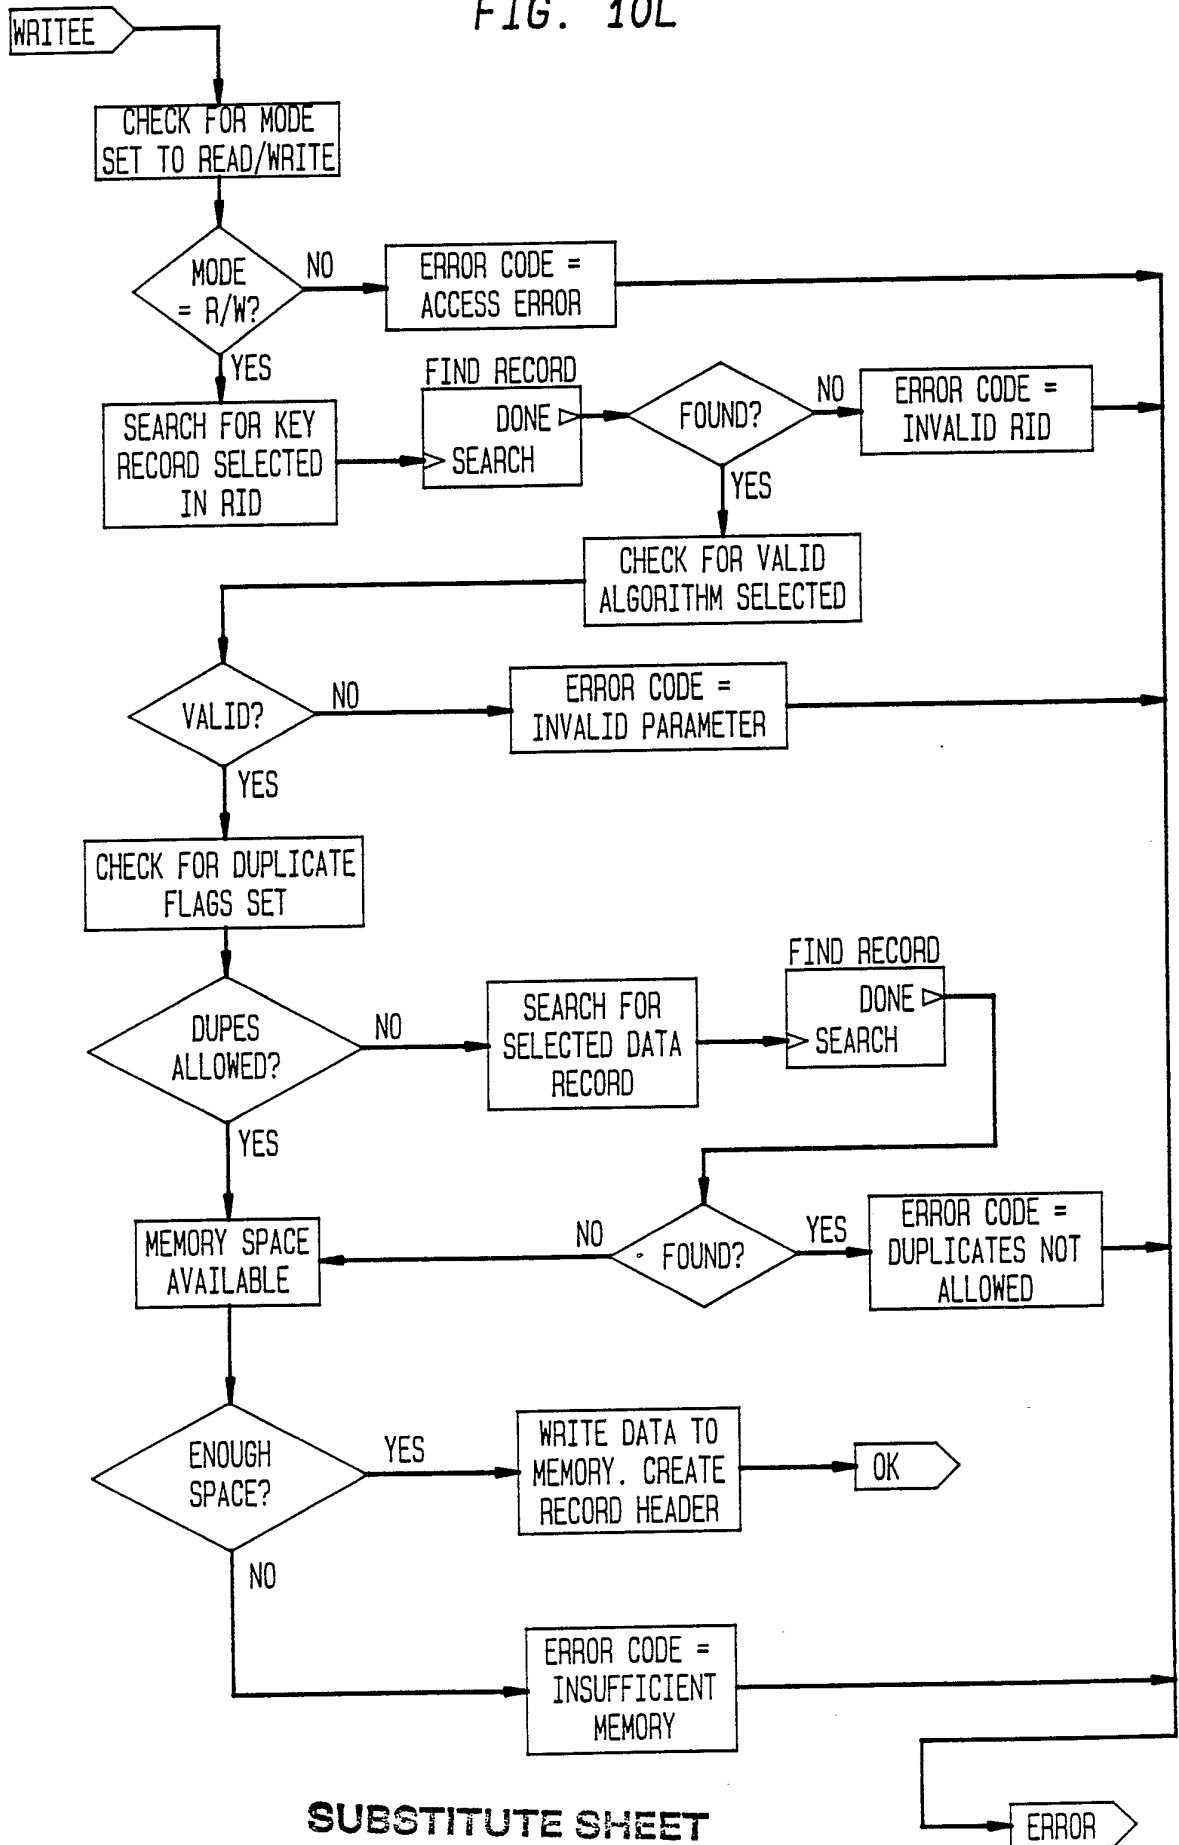 FIG. 10L
WRITEE
CHECK FOR MODE
SET TO READ/WRITE
MODE
= R/W?
NO
ERROR CODE =
ACCESS ERROR
YES
SEARCH FOR KEY
RECORD SELECTED
IN RID
FIND RECORD
DONE
SEARCH
FOUND?
NO
ERROR CODE =
INVALID RID
YES
CHECK FOR VALID
ALGORITHM SELECTED
VALID?
NO
ERROR CODE =
INVALID PARAMETER
YES
CHECK FOR DUPLICATE
FLAGS SET
DUPES
ALLOWED?
NO
SEARCH FOR
SELECTED DATA
RECORD
FIND RECORD
DONE
SEARCH
YES
MEMORY SPACE
AVAILABLE
NO
FOUND?
YES
ERROR CODE =
DUPLICATES NOT
ALLOWED
ENOUGH
SPACE?
YES
WRITE DATA TO
MEMORY. CREATE
RECORD HEADER
OK
NO
ERROR CODE =
INSUFFICIENT
MEMORY
ERROR
SUBSTITUTE SHEET